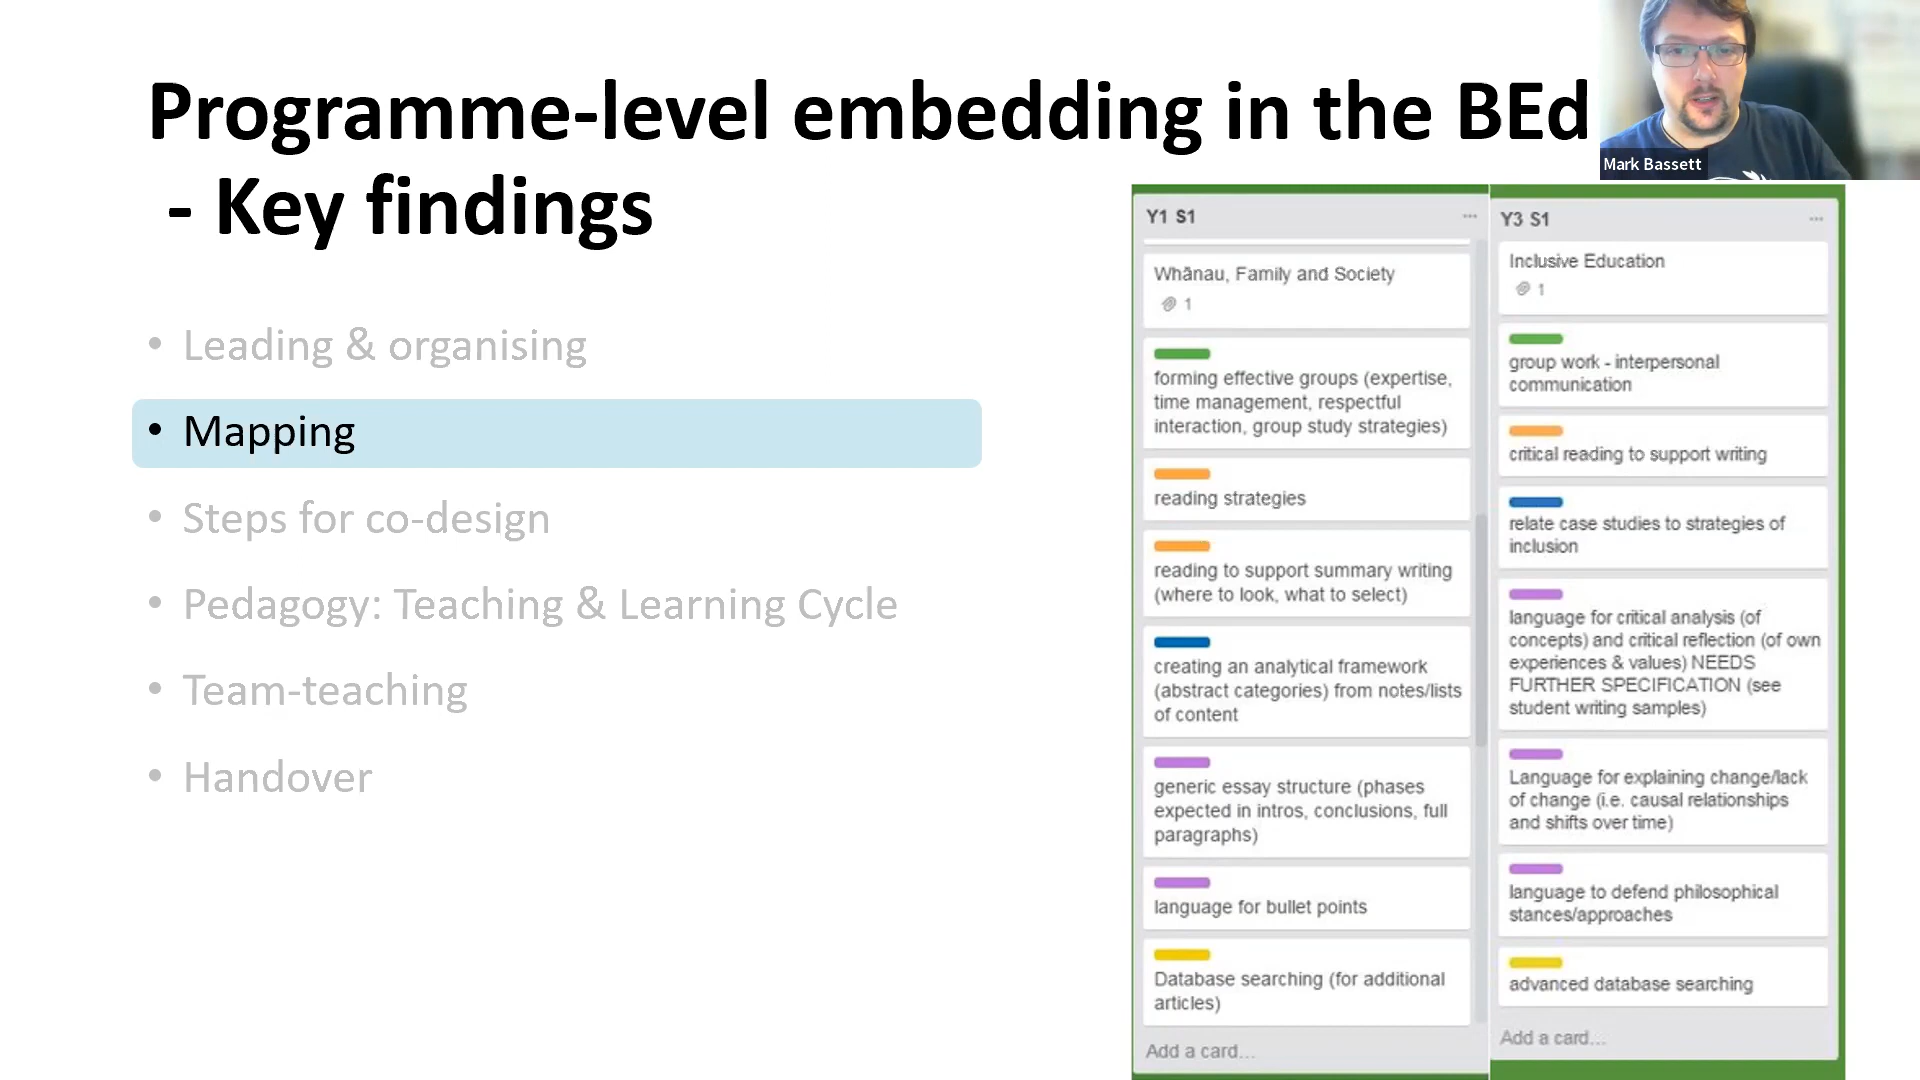 Programme-level embedding in the BEd
- Key findings
• Leading & organising
• Mapping
• Steps for co-design
• Pedagogy: Teaching & Learning Cycle
• Team-teaching
• Handover
Mark Bassett
Y1 S1
Whānau, Family and Society
1
forming effective groups (expertise,
time management, respectful
interaction, group study strategies)
reading strategies
reading to support summary writing
(where to look, what to select)
creating an analytical framework
(abstract categories) from notes/lists
of content
generic essay structure (phases
expected in intros, conclusions, full
paragraphs)
language for bullet points
Database searching (for additional
articles)
Add a card...
Y3 S1
Inclusive Education
1
group work - interpersonal
communication
critical reading to support writing
relate case studies to strategies of
inclusion
language for critical analysis (of
concepts) and critical reflection (of own
experiences & values) NEEDS
FURTHER SPECIFICATION (see
student writing samples)
Language for explaining change/lack
of change (i.e. causal relationships
and shifts over time)
language to defend philosophical
stances/approaches
advanced database searching
Add a card...